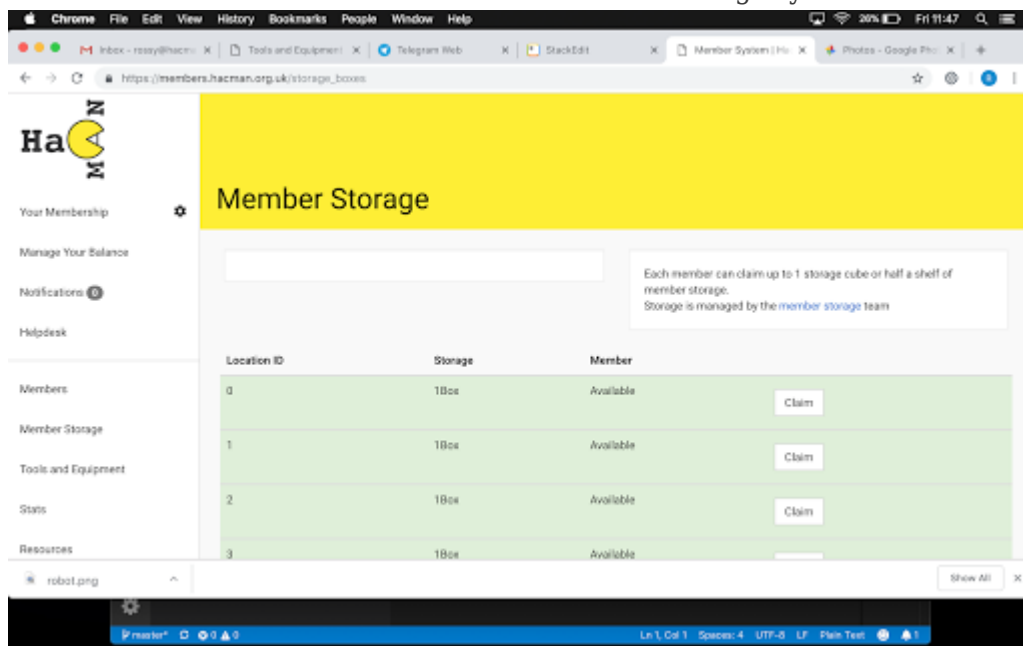 Chrome File Edit View History Bookmarks People Window Help 20% Fri 11:47
Tools and Equipment Telegram Web StackEdit Member System | Photos - Google
https://members.hacman.org.uk/storage_boxes
Ha
MAN
Member Storage
Your Membership
Manage Your Balance
Notifications 0
Helpdesk
Members
Member Storage
Tools and Equipment
Stats
Resources
Each member can claim up to 1 storage cube or half a shelf of
member storage.
Storage is managed by the member storage team
Location ID Storage Member
0 1Box Available Claim
1 1Box Available Claim
2 1Box Available Claim
3 1Box Available
robot.png Show All
master* 0 0 Ln 1, Col 1 Spaces: 4 UTF-8 LF Plain Text 1